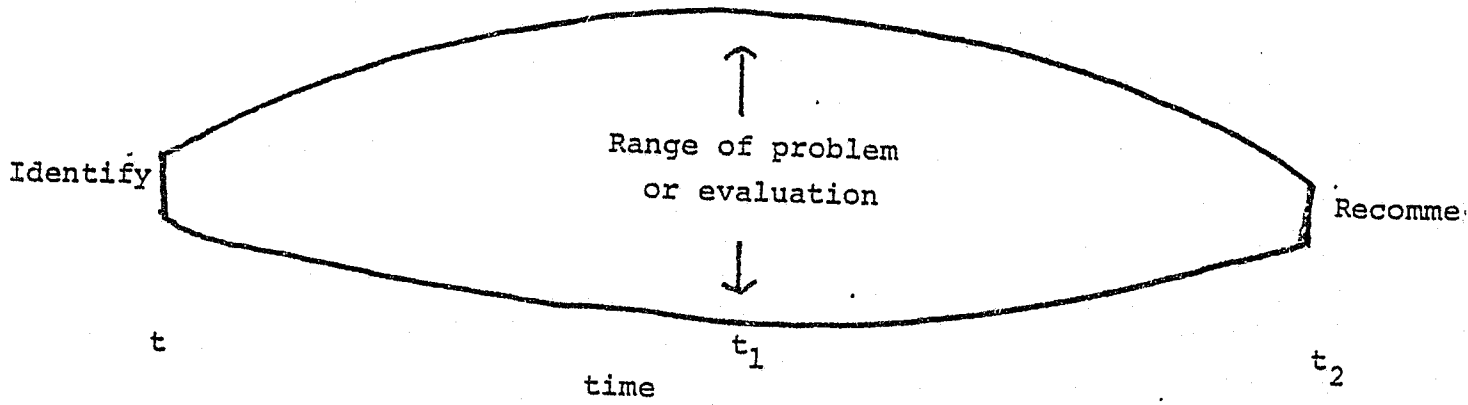 Range of problem
or evaluation
Identify
Recomme
t
t₁
t₂
time